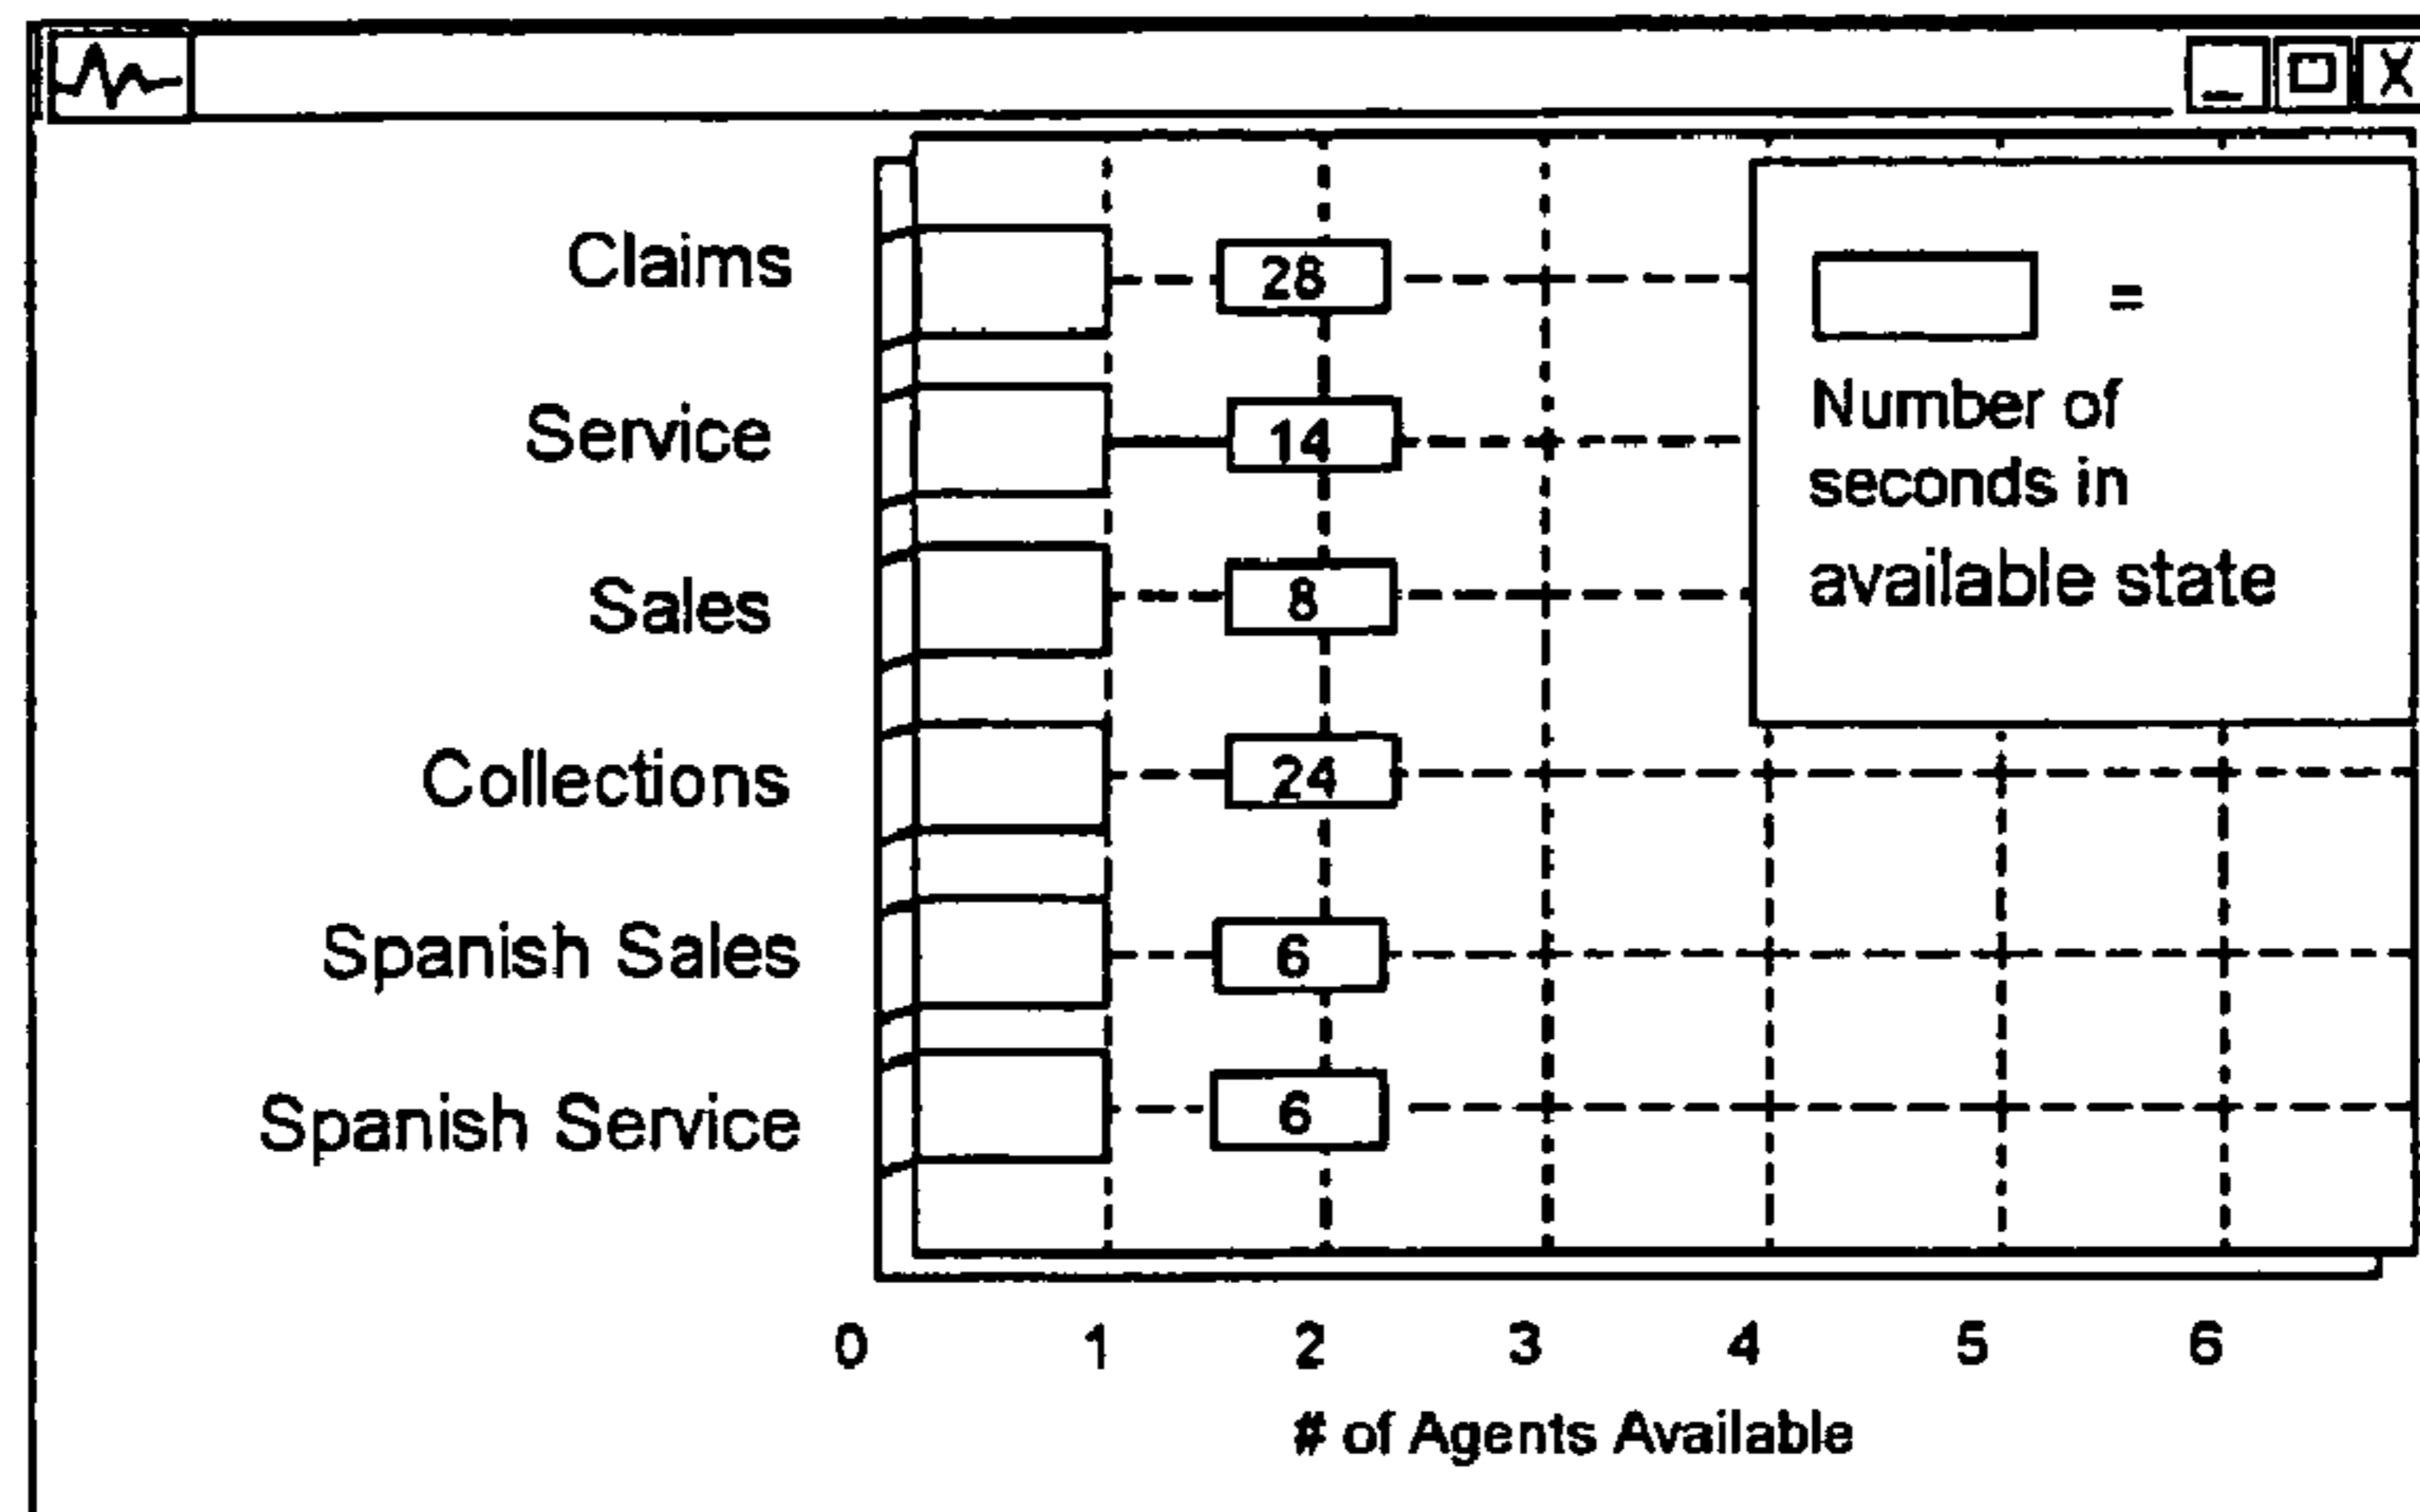 Claims
28
Service
14
Sales
8
Collections
24
Spanish Sales
6
Spanish Service
6
=
Number of
seconds in
available state
0 1 2 3 4 5 6
# of Agents Available